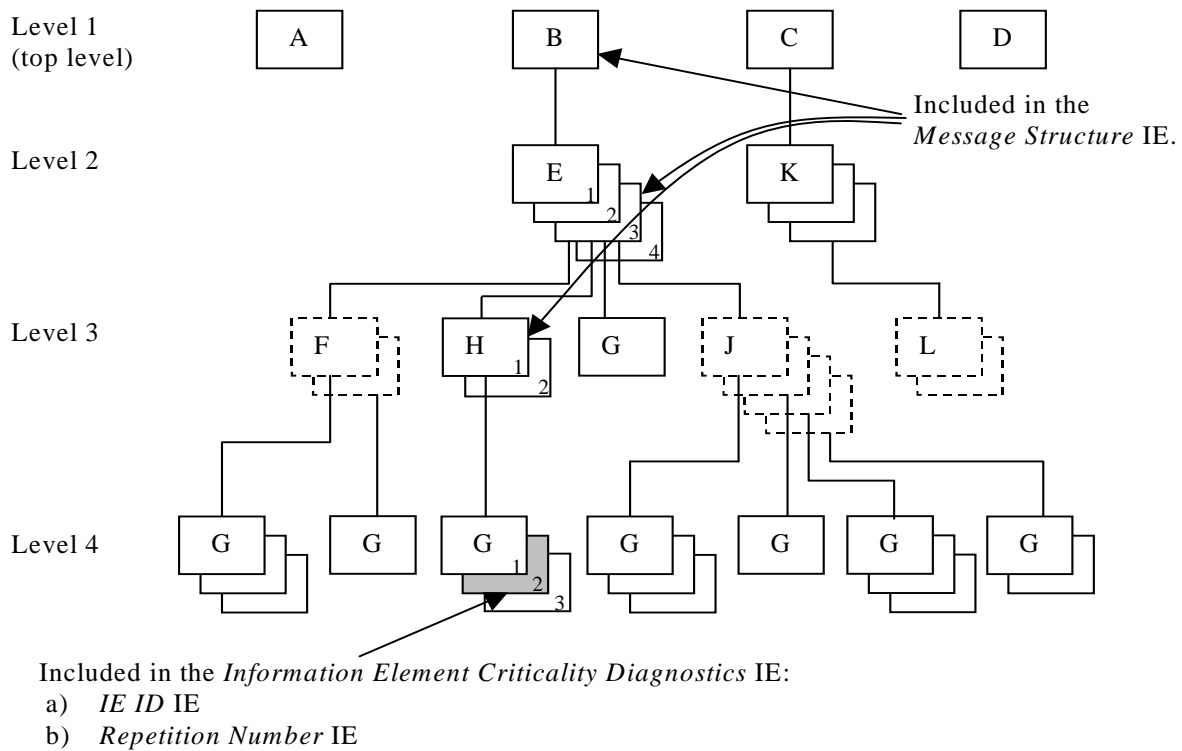 Level 1
(top level)
A
B
C
D
Included in the
Message Structure IE.
Level 2
E
1
2
3
4
K
Level 3
F
H
1
2
G
J
L
Level 4
G
G
G
1
2
3
G
G
G
G
Included in the Information Element Criticality Diagnostics IE:
a) IE ID IE
b) Repetition Number IE